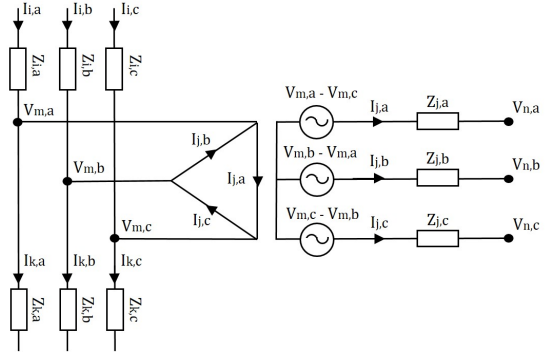 Ii,a Ii,b Ii,c
Zi,a Zi,b Zi,c
Vm,a
Vm,b
Vm,c
Ij,b
Ij,a
Ij,c
Ik,a Ik,b Ik,c
Zk,a Zk,b Zk,c
Vm,a - Vm,c
Ij,a Zj,a Vn,a
Vm,b - Vm,a
Ij,b Zj,b Vn,b
Vm,c - Vm,b
Ij,c Zj,c Vn,c